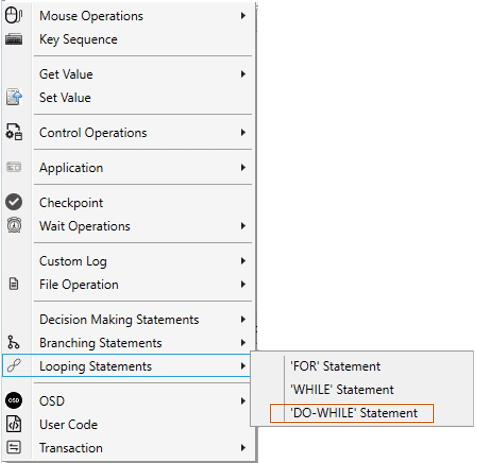 Mouse Operations
Key Sequence
Get Value
Set Value
Control Operations
Application
Checkpoint
Wait Operations
Custom Log
File Operation
Decision Making Statements
Branching Statements
Looping Statements
'FOR' Statement
'WHILE' Statement
'DO-WHILE' Statement
OSD OSD
User Code
Transaction